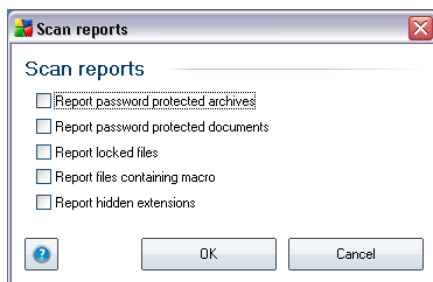 Scan reports
Scan reports
Report password protected archives
Report password protected documents
Report locked files
Report files containing macro
Report hidden extensions
? OK Cancel